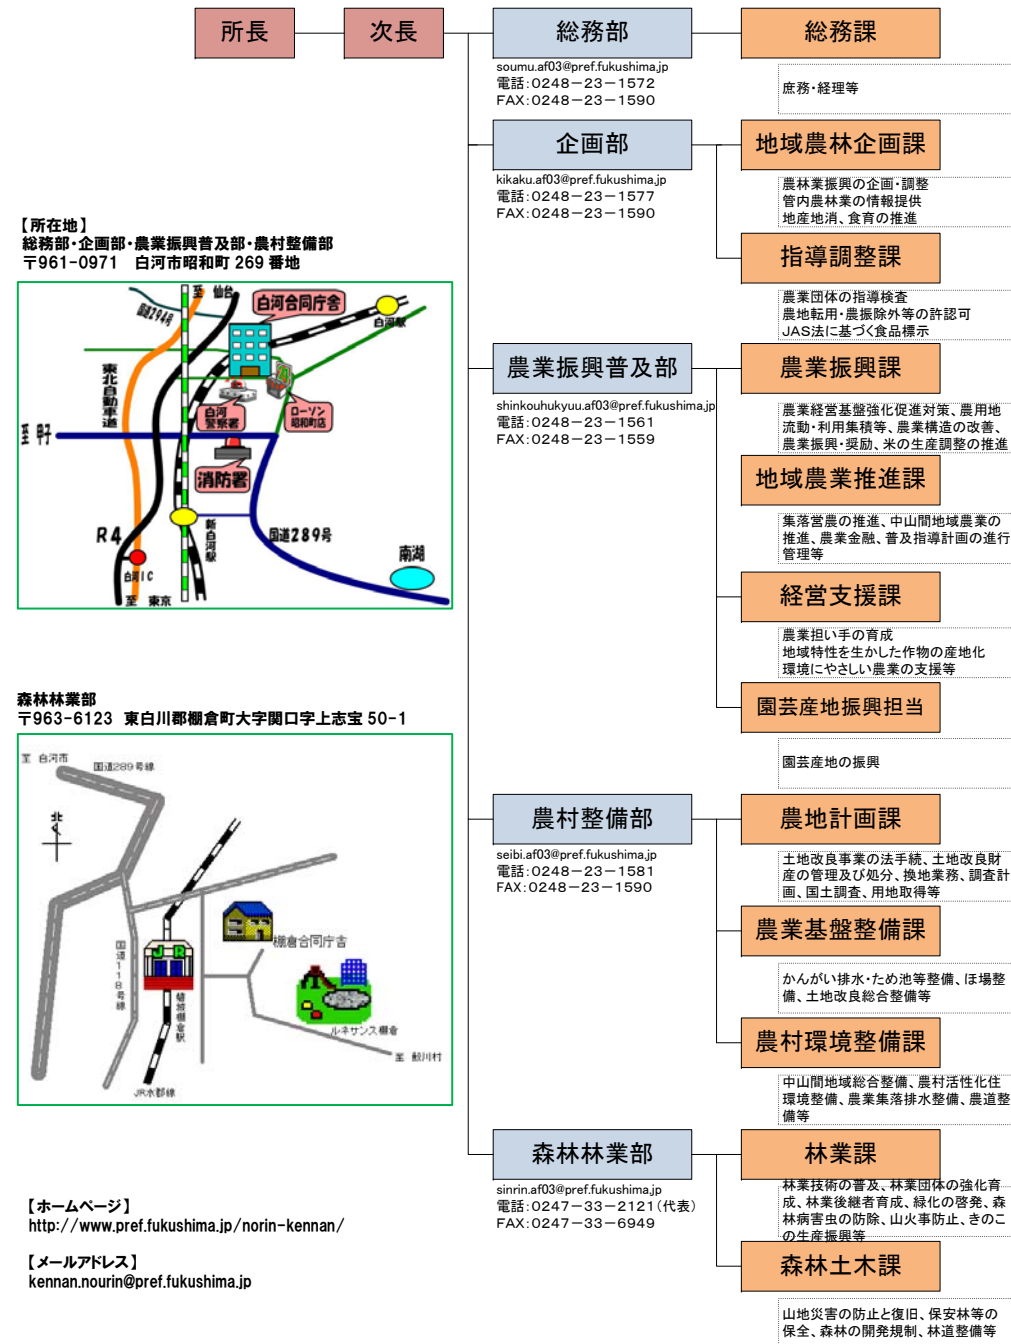 所長
次長
総務部
総務課
soumu.af03@pref.fukushima.jp
電話:0248-23-1572
FAX:0248-23-1590
庶務・経理等
企画部
地域農林企画課
kikaku.af03@pref.fukushima.jp
電話:0248-23-1577
FAX:0248-23-1590
農林業振興の企画・調整
管内農林業の情報提供
地産地消、食育の推進
指導調整課
農業団体の指導検査
農地転用・農振除外等の許認可
JAS法に基づく食品標示
【所在地】
総務部・企画部・農業振興普及部・農村整備部
〒961-0971 白河市昭和町 269 番地
至 仙台
国道294号
白河合同庁舎
白河駅
東北自動車道
白河
警察署
ローソン
昭和町店
至 甲子
消防署
R4
新白河駅
国道289号
南湖
白河IC
至 東京
農業振興普及部
農業振興課
shinkouhukyuu.af03@pref.fukushima.jp
電話:0248-23-1561
FAX:0248-23-1559
農業経営基盤強化促進対策、農用地
流動・利用集積等、農業構造の改善、
農業振興・奨励、米の生産調整の推進
地域農業推進課
集落営農の推進、中山間地域農業の
推進、農業金融、普及指導計画の進行
管理等
経営支援課
農業担い手の育成
地域特性を生かした作物の産地化
環境にやさしい農業の支援等
園芸産地振興担当
園芸産地の振興
森林林業部
〒963-6123 東白川郡棚倉町大字関口字上志宝 50-1
至 白河市
国道289号線
北
国道118号線
JR
磐城棚倉駅
棚倉合同庁舎
ルネサンス棚倉
至 鮫川村
JR水郡線
農村整備部
農地計画課
seibi.af03@pref.fukushima.jp
電話:0248-23-1581
FAX:0248-23-1590
土地改良事業の法手続、土地改良財
産の管理及び処分、換地業務、調査計
画、国土調査、用地取得等
農業基盤整備課
かんがい排水・ため池等整備、ほ場整
備、土地改良総合整備等
農村環境整備課
中山間地域総合整備、農村活性化住
環境整備、農業集落排水整備、農道整
備等
森林林業部
林業課
sinrin.af03@pref.fukushima.jp
電話:0247-33-2121(代表)
FAX:0247-33-6949
林業技術の普及、林業団体の強化育
成、林業後継者育成、緑化の啓発、森
林病害虫の防除、山火事防止、きのこ
の生産振興等
森林土木課
山地災害の防止と復旧、保安林等の
保全、森林の開発規制、林道整備等
【ホームページ】
http://www.pref.fukushima.jp/norin-kennan/
【メールアドレス】
kennan.nourin@pref.fukushima.jp